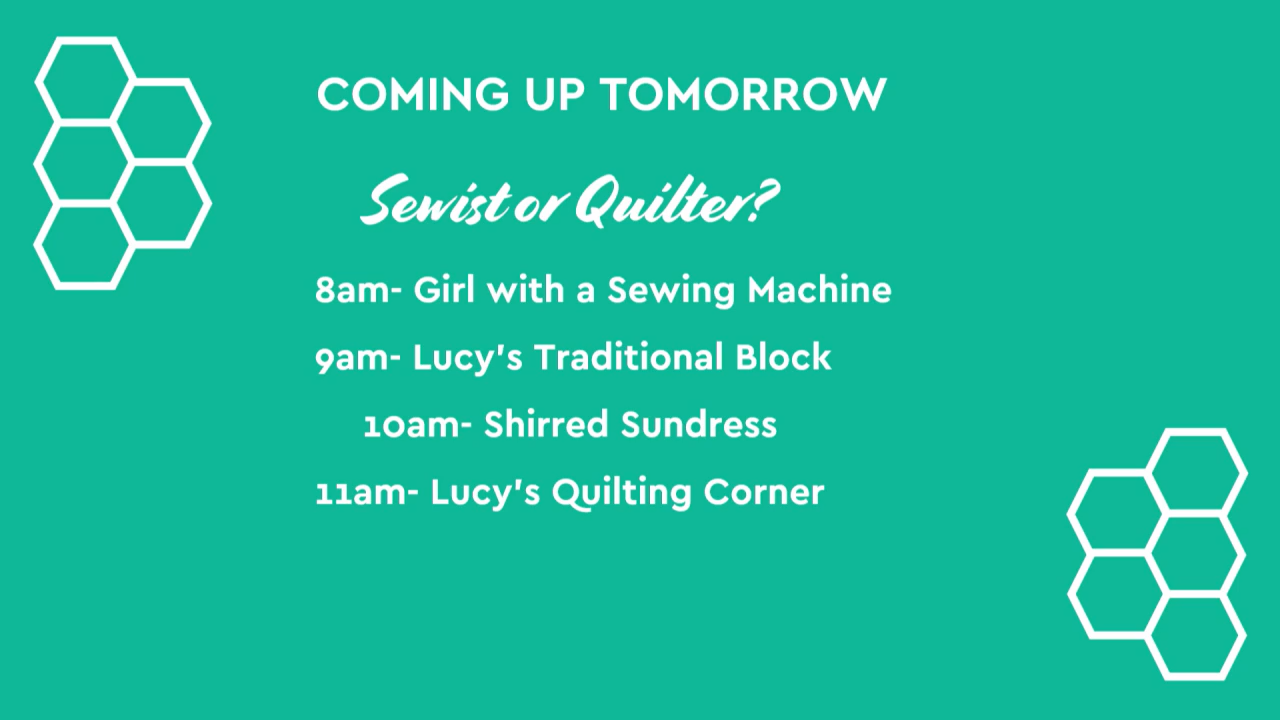 COMING UP TOMORROW
Sewist or Quilter?
8am- Girl with a Sewing Machine
9am- Lucy's Traditional Block
10am- Shirred Sundress
11am- Lucy's Quilting Corner